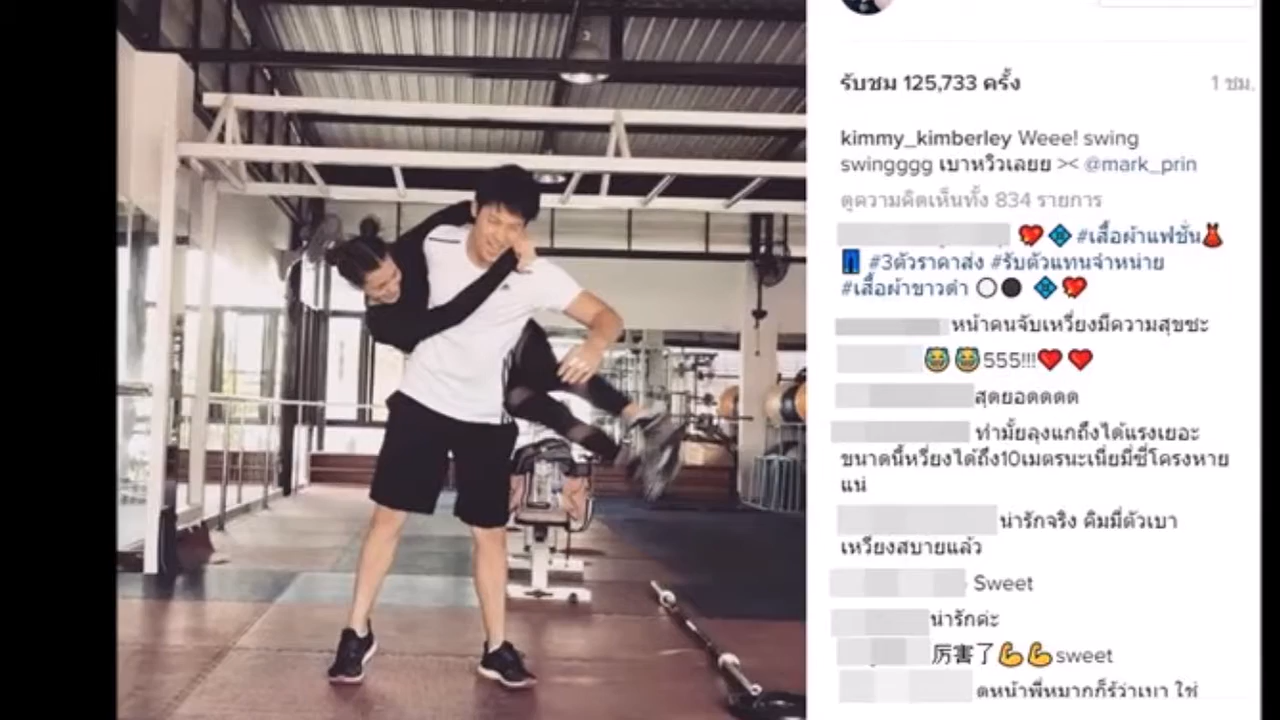 รับชม 125,733 ครั้ง
1 ชม.
kimmy_kimberley Weee! swing
swingggg เบาหวิวเลยย >< @mark_prin
ดูความคิดเห็นทั้ง 834 รายการ
❤️💠 #เสื้อผ้าแฟชั่น👗
👖 #3ตัวราคาส่ง #รับตัวแทนจำหน่าย
#เสื้อผ้าขาวดำ ⚪⚫ 💠❤️
หน้าคนจับเหวี่ยงมีความสุขซะ
😹😹555!!!❤️❤️
สุดยอดดดด
ทำมั้ยลุงแกถึงได้แรงเยอะ
ขนาดนี้หวี่ยงได้ถึง10เมตรนะเนี่ยมี่ซี่โครงหาย
แน่
น่ารักจริง คิมมี่ตัวเบา
เหวี่ยงสบายแล้ว
Sweet
น่ารักค่ะ
厉害了💪💪sweet
ดูหน้าพี่หมากก็รู้ว่าเบา ใช่